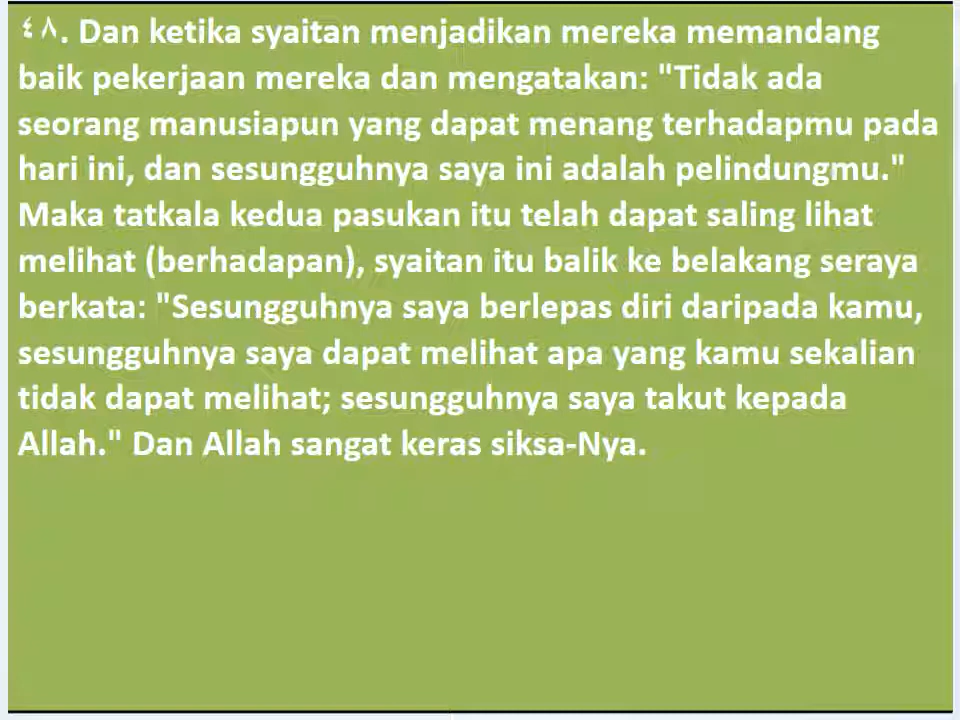 ٤٨. Dan ketika syaitan menjadikan mereka memandang
baik pekerjaan mereka dan mengatakan: "Tidak ada
seorang manusiapun yang dapat menang terhadapmu pada
hari ini, dan sesungguhnya saya ini adalah pelindungmu."
Maka tatkala kedua pasukan itu telah dapat saling lihat
melihat (berhadapan), syaitan itu balik ke belakang seraya
berkata: "Sesungguhnya saya berlepas diri daripada kamu,
sesungguhnya saya dapat melihat apa yang kamu sekalian
tidak dapat melihat; sesungguhnya saya takut kepada
Allah." Dan Allah sangat keras siksa-Nya.